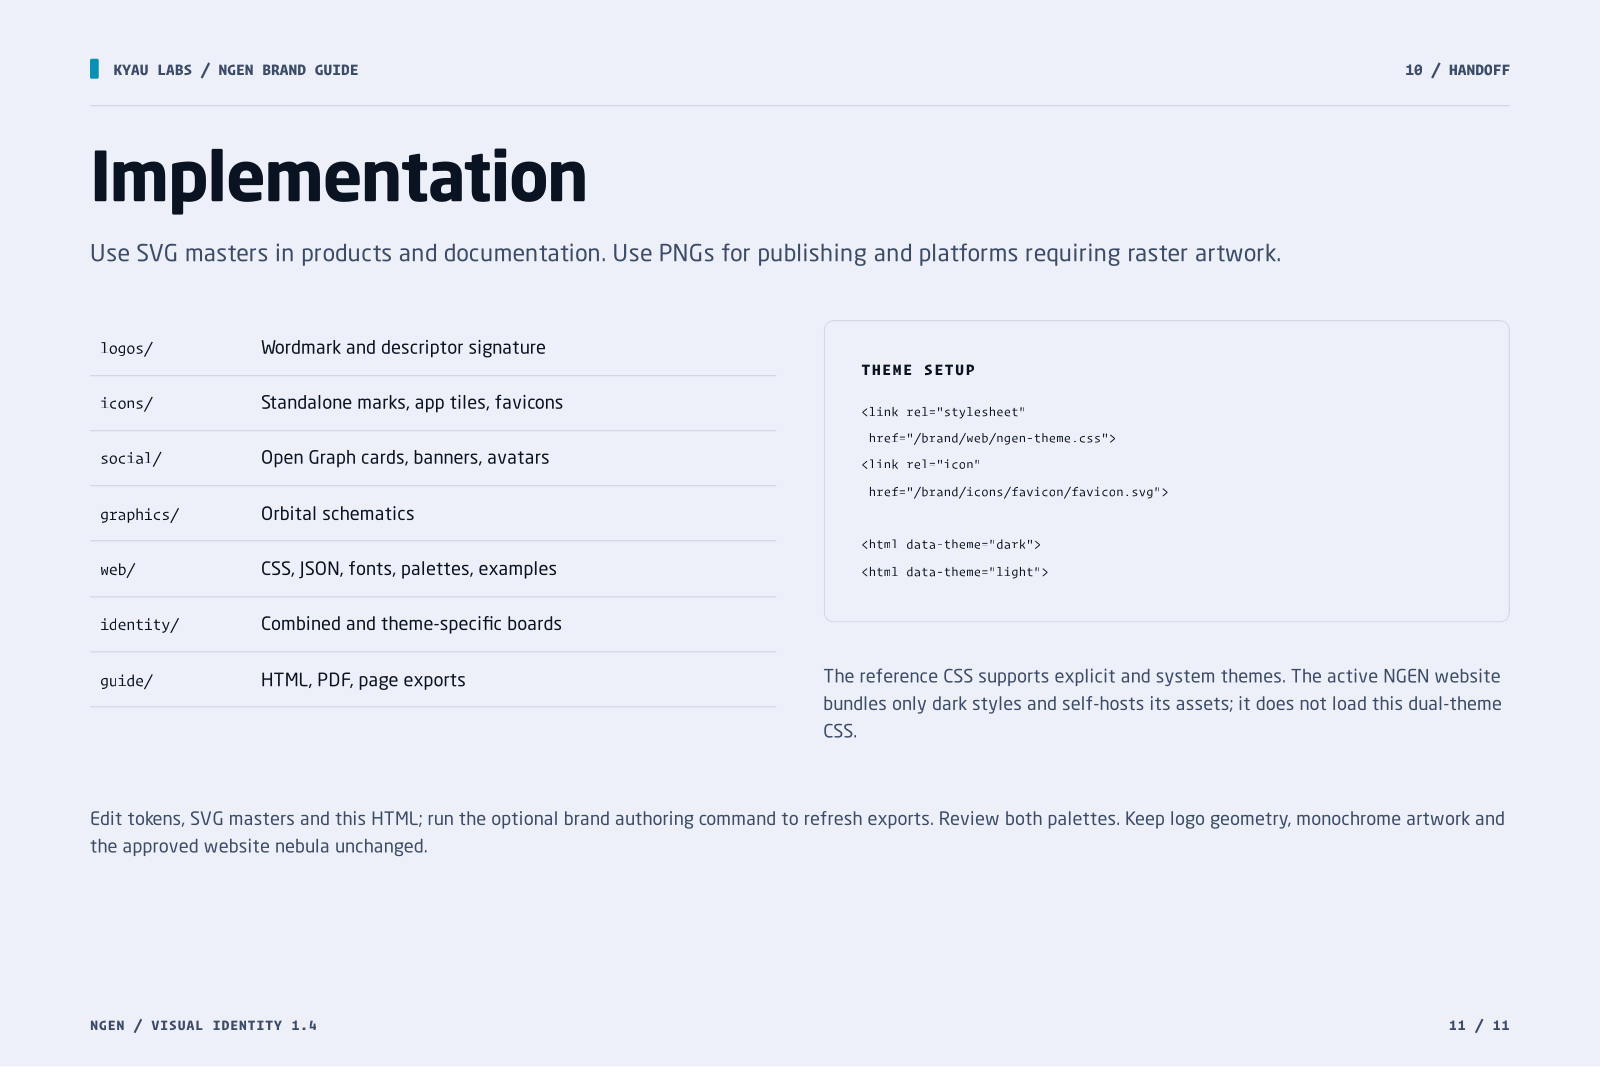 KYAU LABS / NGEN BRAND GUIDE
10 / HANDOFF
Implementation
Use SVG masters in products and documentation. Use PNGs for publishing and platforms requiring raster artwork.
logos/ Wordmark and descriptor signature
icons/ Standalone marks, app tiles, favicons
social/ Open Graph cards, banners, avatars
graphics/ Orbital schematics
web/ CSS, JSON, fonts, palettes, examples
identity/ Combined and theme-specific boards
guide/ HTML, PDF, page exports
THEME SETUP
<link rel="stylesheet"
 href="/brand/web/ngen-theme.css">
<link rel="icon"
 href="/brand/icons/favicon/favicon.svg">
<html data-theme="dark">
<html data-theme="light">
The reference CSS supports explicit and system themes. The active NGEN website
bundles only dark styles and self-hosts its assets; it does not load this dual-theme
CSS.
Edit tokens, SVG masters and this HTML; run the optional brand authoring command to refresh exports. Review both palettes. Keep logo geometry, monochrome artwork and
the approved website nebula unchanged.
NGEN / VISUAL IDENTITY 1.4
11 / 11